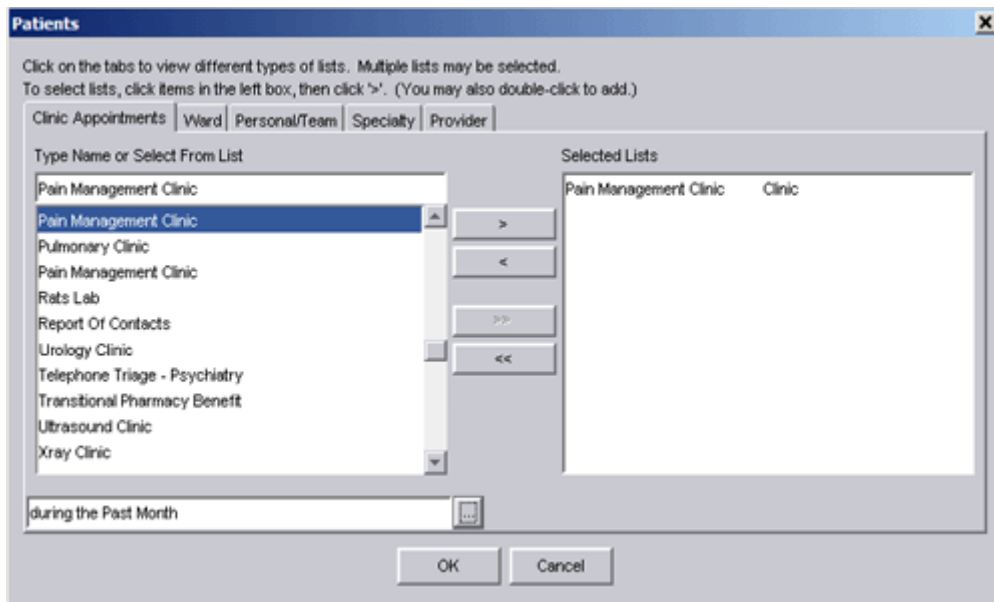 Patients
Click on the tabs to view different types of lists. Multiple lists may be selected.
To select lists, click items in the left box, then click '>'. (You may also double-click to add.)
Clinic Appointments Ward Personal/Team Specialty Provider
Type Name or Select From List
Selected Lists
Pain Management Clinic
Pain Management Clinic Clinic
Pain Management Clinic
Pulmonary Clinic
Pain Management Clinic
Rats Lab
Report Of Contacts
Urology Clinic
Telephone Triage - Psychiatry
Transitional Pharmacy Benefit
Ultrasound Clinic
Xray Clinic
>
<
>>
<<
during the Past Month
...
OK
Cancel